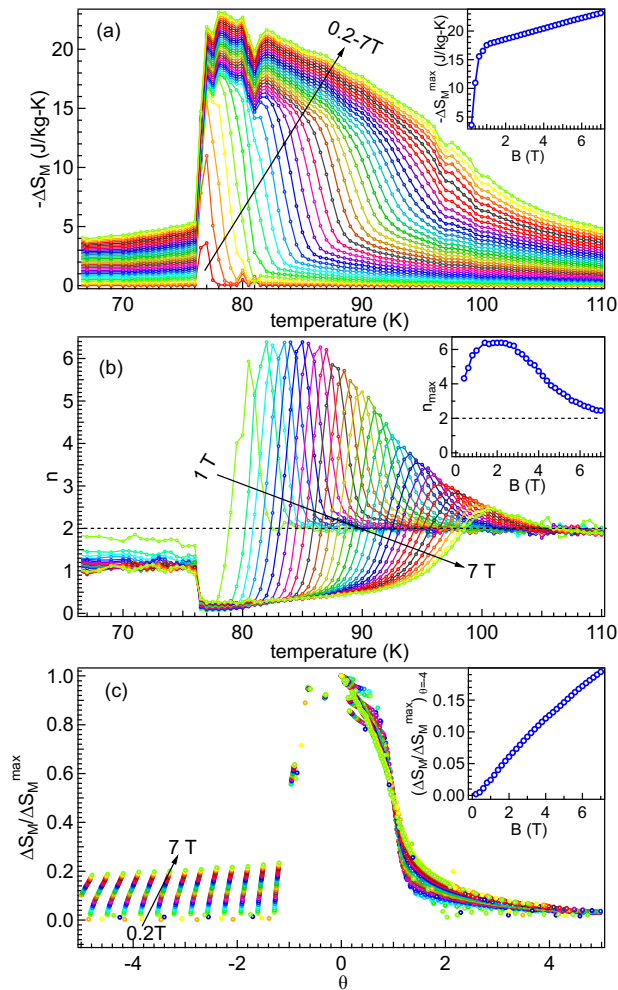 (a)
0.2-7T
-ΔS_M (J/kg-K)
20
15
10
5
0
70
80
90
100
110
temperature (K)
-ΔS_M^max (J/kg-K)
20
15
10
5
2
4
6
B (T)
(b)
1 T
7 T
n
6
5
4
3
2
1
0
70
80
90
100
110
temperature (K)
n_max
6
4
2
0
0
2
4
6
B (T)
(c)
7 T
0.2T
ΔS_M/ΔS_M^max
1.0
0.8
0.6
0.4
0.2
0.0
-4
-2
0
2
4
θ
(ΔS_M/ΔS_M^max)_θ=-4
0.15
0.10
0.05
0.00
0
2
4
6
B (T)